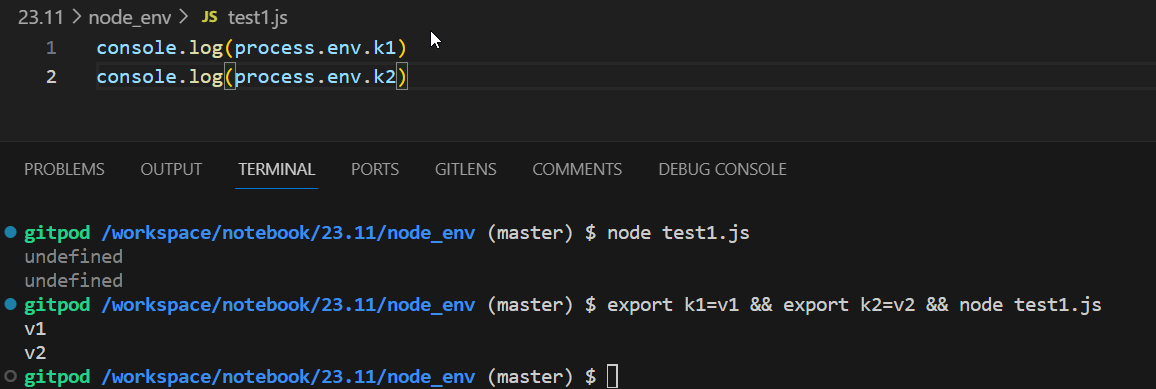 23.11 > node_env > JS test1.js
1 console.log(process.env.k1)
2 console.log(process.env.k2)
PROBLEMS OUTPUT TERMINAL PORTS GITLENS COMMENTS DEBUG CONSOLE
gitpod /workspace/notebook/23.11/node_env (master) $ node test1.js
undefined
undefined
gitpod /workspace/notebook/23.11/node_env (master) $ export k1=v1 && export k2=v2 && node test1.js
v1
v2
gitpod /workspace/notebook/23.11/node_env (master) $